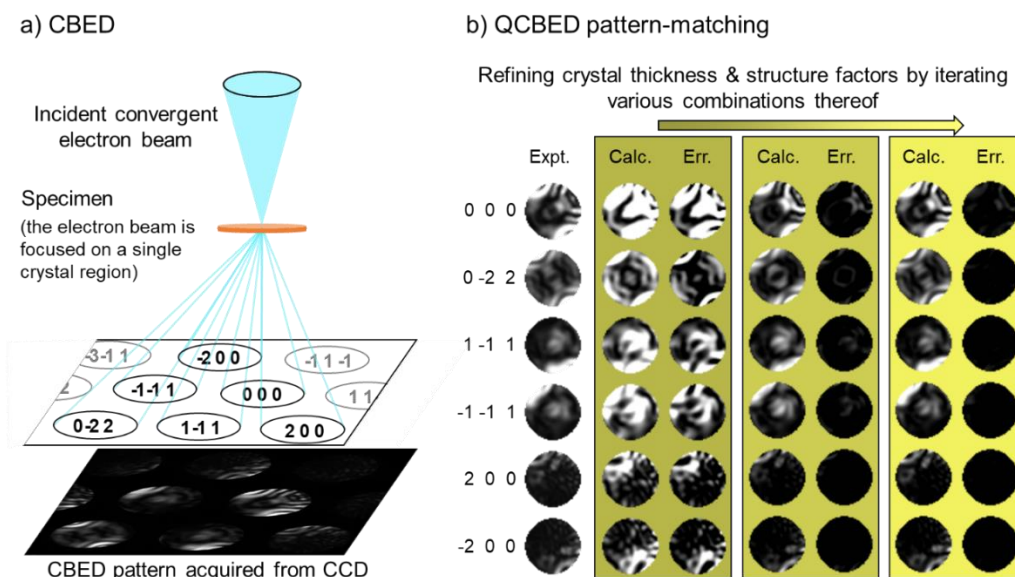 a) CBED
Incident convergent
electron beam
Specimen
(the electron beam is
focused on a single
crystal region)
-3-1 1
-2 0 0
-1 1 -1
2
-1-1 1
0 0 0
1 1
0 -2 2
1 -1 1
2 0 0
CBED pattern acquired from CCD
b) QCBED pattern-matching
Refining crystal thickness & structure factors by iterating
various combinations thereof
Expt. Calc. Err. Calc. Err. Calc. Err.
0 0 0
0 -2 2
1 -1 1
-1 -1 1
2 0 0
-2 0 0